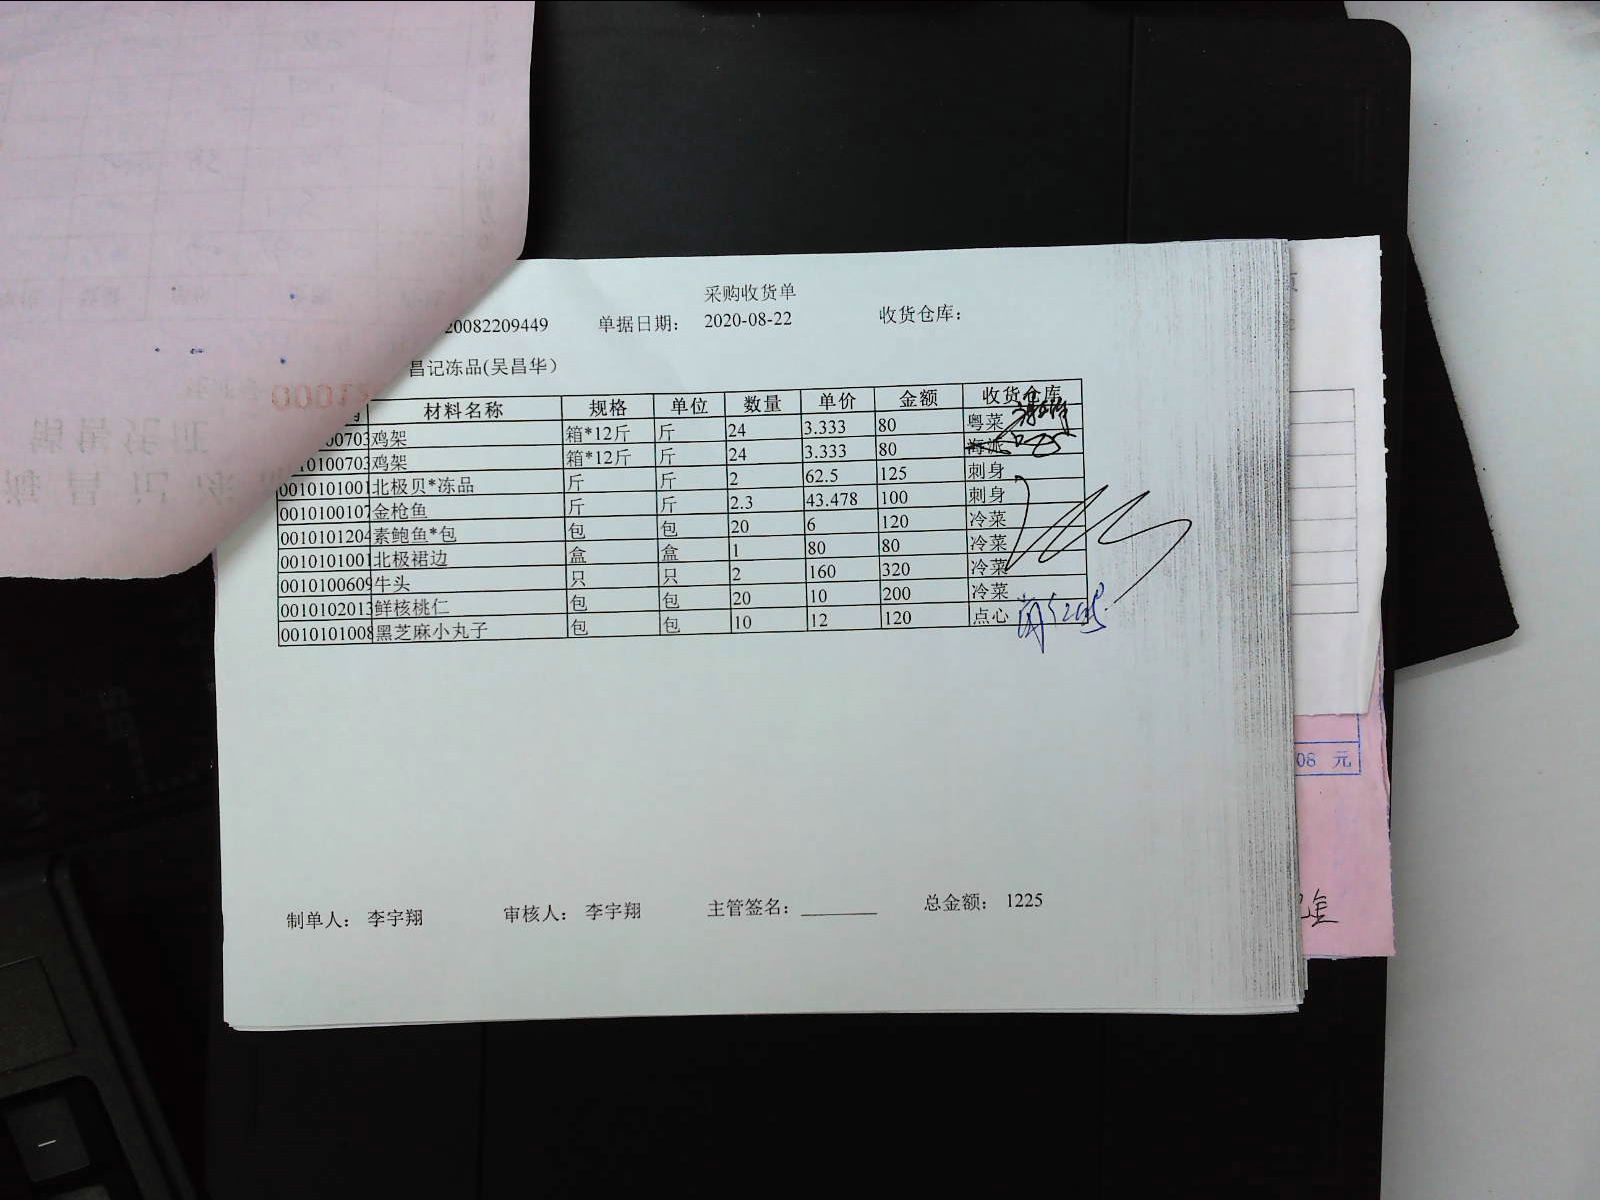 采购收货单
20082209449 单据日期： 2020-08-22 收货仓库：
昌记冻品(吴昌华)
材料名称 规格 单位 数量 单价 金额 收货仓库
00703 鸡架 箱*12斤 斤 24 3.333 80 粤菜
10100703 鸡架 箱*12斤 斤 24 3.333 80 海派
0010101001 北极贝*冻品 斤 斤 2 62.5 125 刺身
0010100107 金枪鱼 斤 斤 2.3 43.478 100 刺身
0010101204 素鲍鱼*包 包 包 20 6 120 冷菜
0010101001 北极裙边 盒 盒 1 80 80 冷菜
0010100609 牛头 只 只 2 160 320 冷菜
0010102013 鲜核桃仁 包 包 20 10 200 冷菜
0010101008 黑芝麻小丸子 包 包 10 12 120 点心
制单人： 李宇翔 审核人： 李宇翔 主管签名： 总金额： 1225
08 元